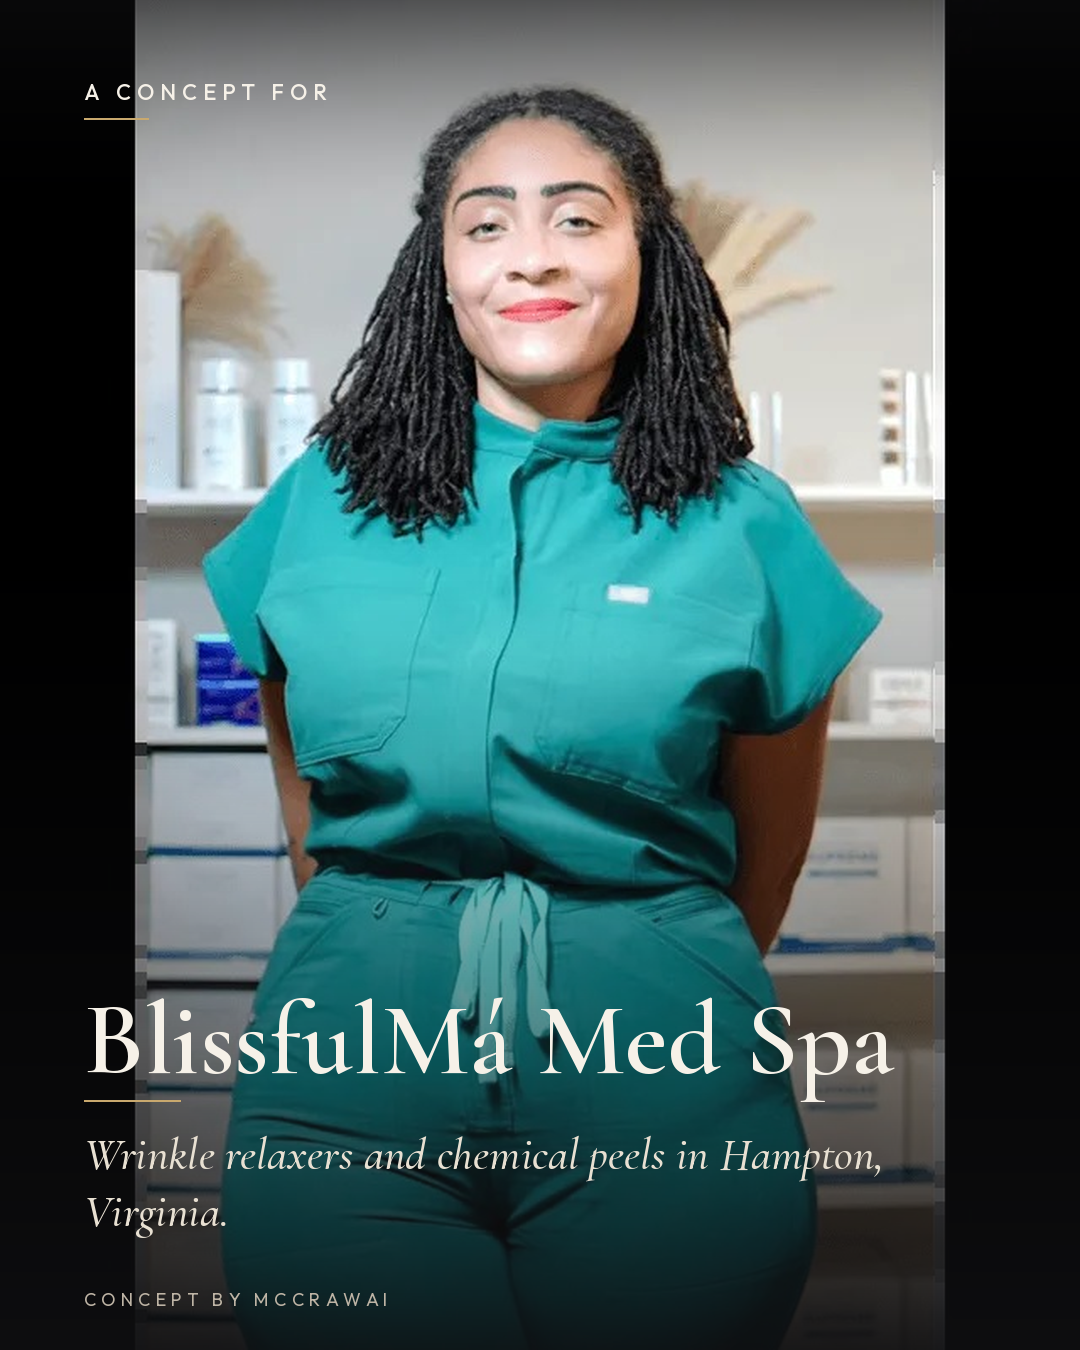 A CONCEPT FOR
BlissfulMá Med Spa
Wrinkle relaxers and chemical peels in Hampton,
Virginia.
CONCEPT BY MCCRAWAI